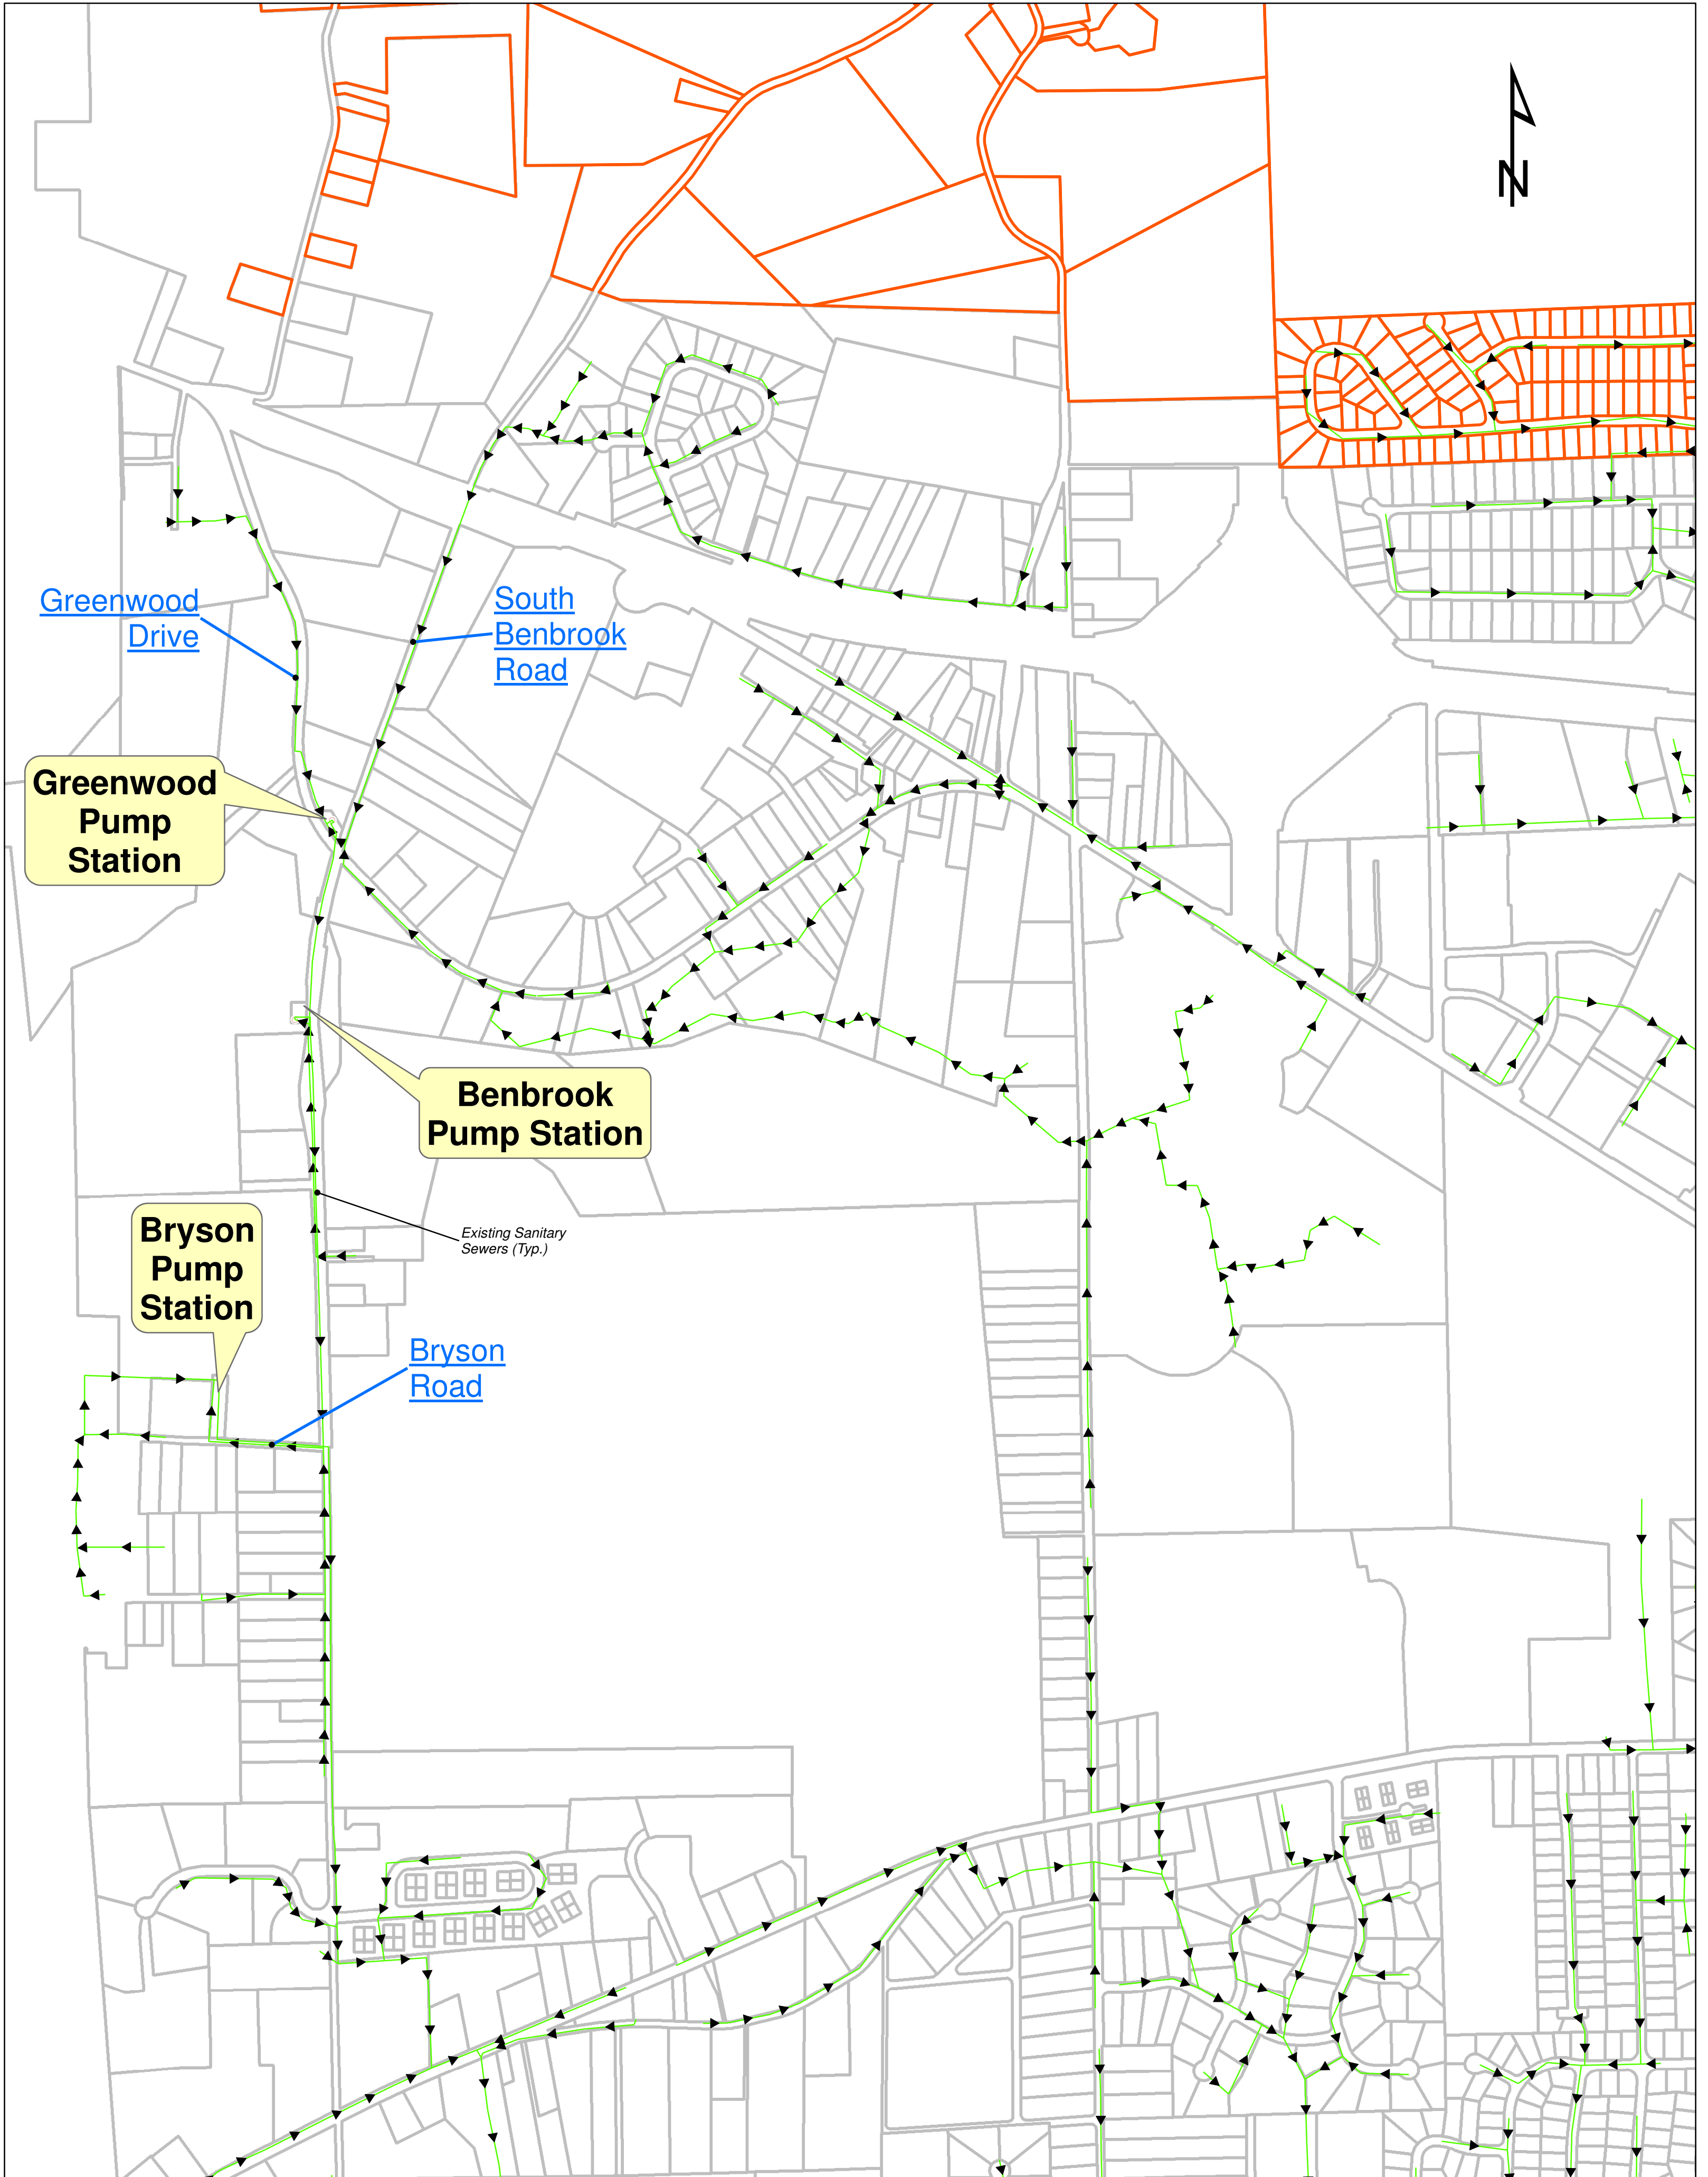 N
Greenwood
Drive
South
Benbrook
Road
Greenwood
Pump
Station
Benbrook
Pump Station
Bryson
Pump
Station
Existing Sanitary
Sewers (Typ.)
Bryson
Road